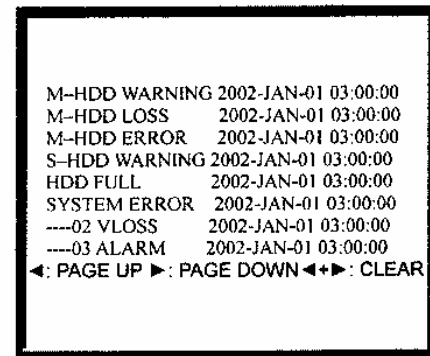 M-HDD WARNING 2002-JAN-01 03:00:00
M-HDD LOSS 2002-JAN-01 03:00:00
M-HDD ERROR 2002-JAN-01 03:00:00
S-HDD WARNING 2002-JAN-01 03:00:00
HDD FULL 2002-JAN-01 03:00:00
SYSTEM ERROR 2002-JAN-01 03:00:00
----02 VLOSS 2002-JAN-01 03:00:00
----03 ALARM 2002-JAN-01 03:00:00
◄: PAGE UP ►: PAGE DOWN ◄+►: CLEAR